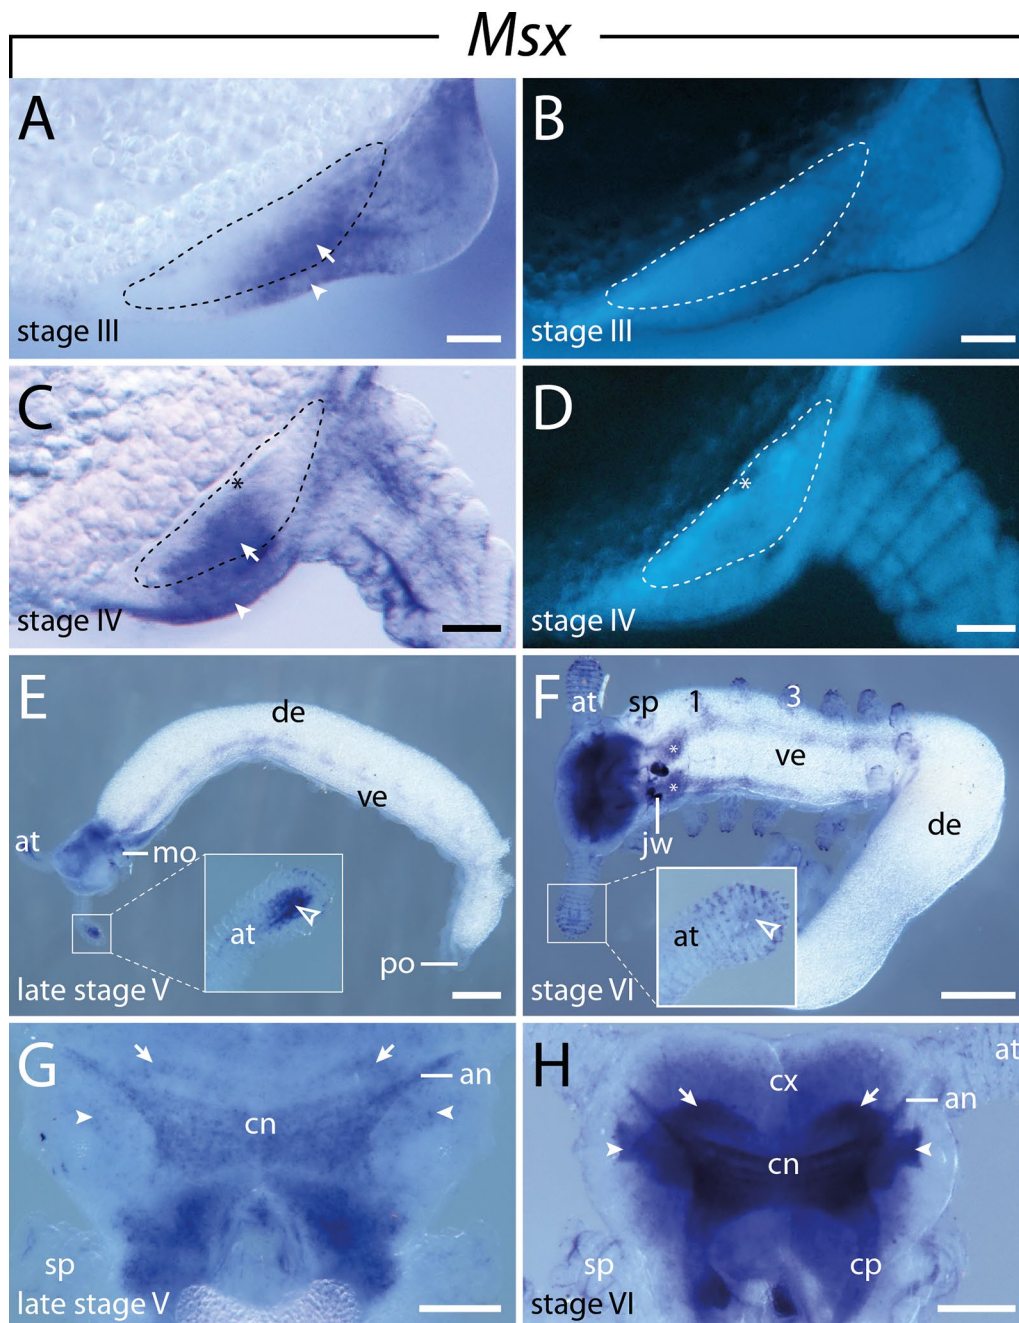 Msx
A
stage III
B
stage III
C
*
stage IV
D
*
stage IV
E
de
ve
at
mo
at
po
late stage V
F
at
sp
1
3
*
ve
*
jw
de
at
stage VI
G
an
cn
sp
late stage V
H
at
cx
an
cn
sp
cp
stage VI